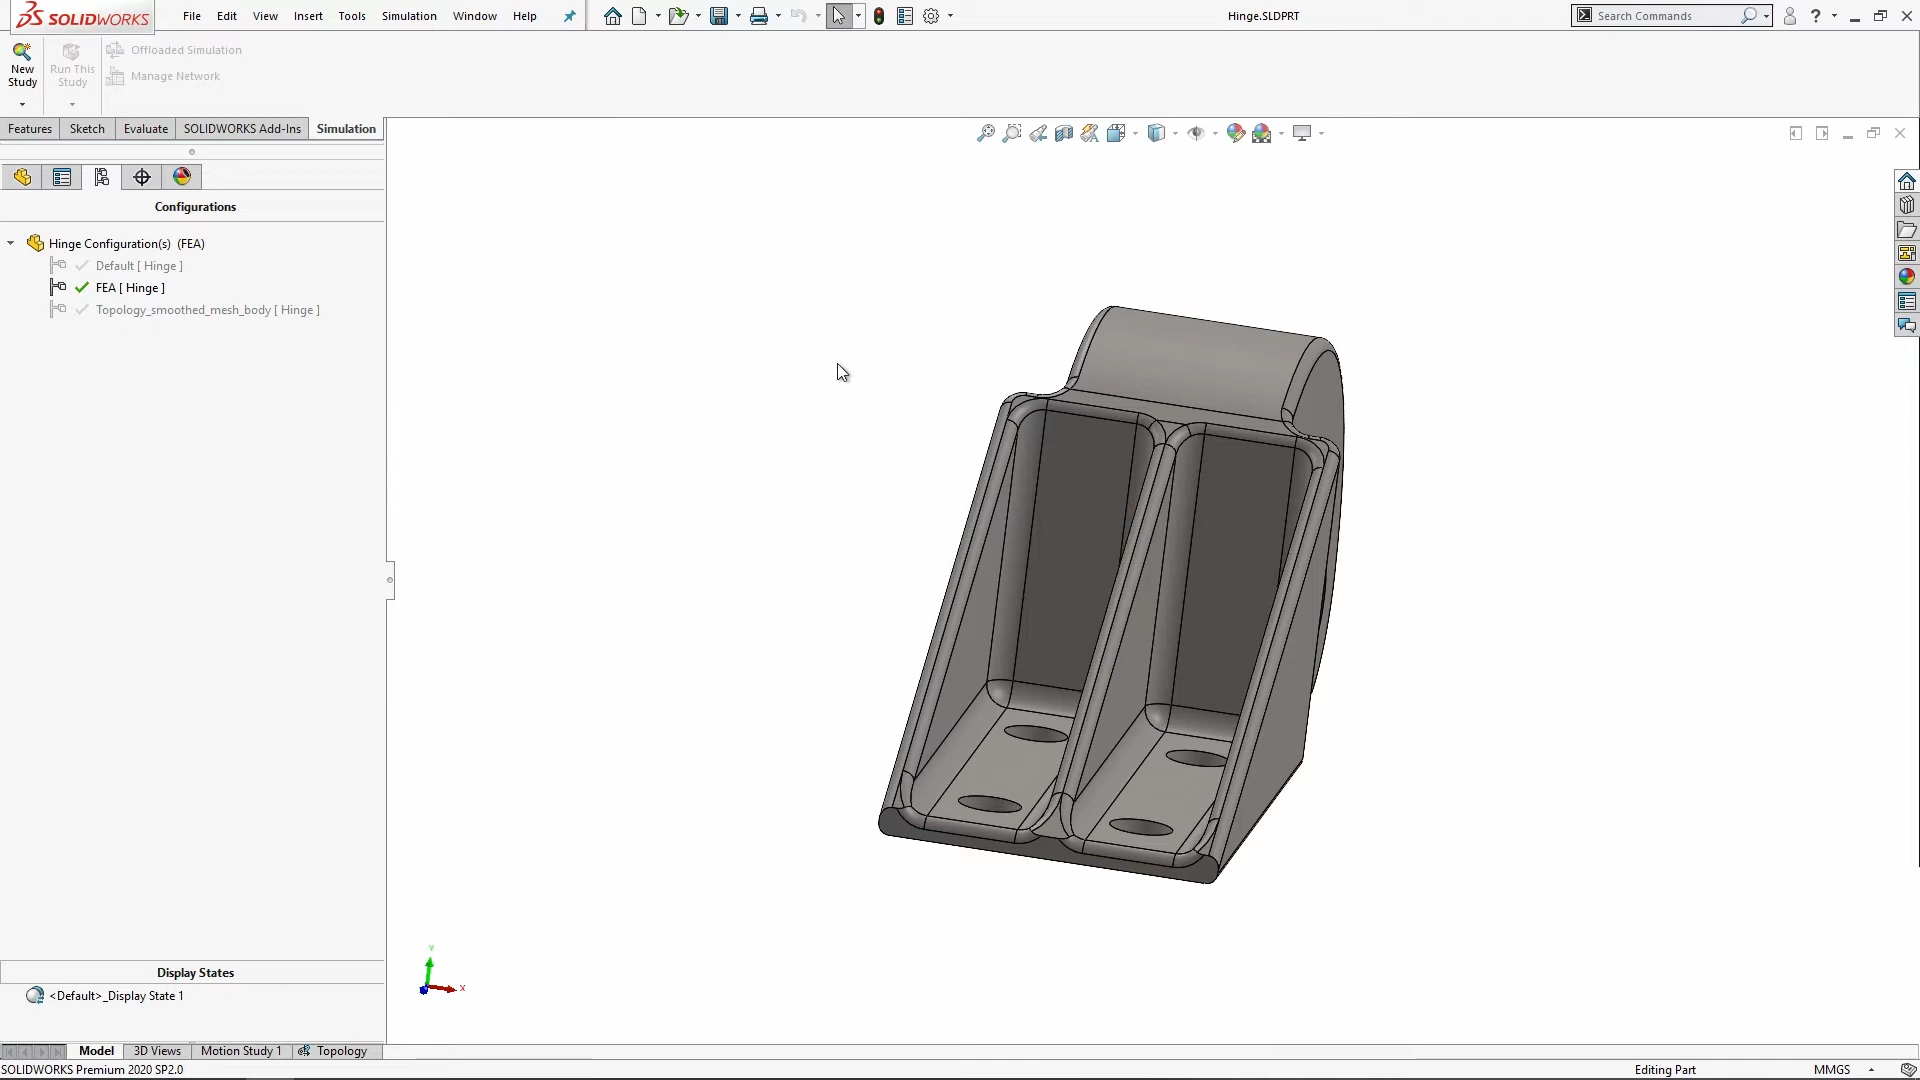 SOLIDWORKS File Edit View Insert Tools Simulation Window Help Hinge.SLDPRT Search Commands ?
New Study
Run This Study
Offloaded Simulation
Manage Network
Features Sketch Evaluate SOLIDWORKS Add-Ins Simulation
Configurations
Hinge Configuration(s) (FEA)
Default [ Hinge ]
FEA [ Hinge ]
Topology_smoothed_mesh_body [ Hinge ]
Y
X
Display States
<Default>_Display State 1
Model 3D Views Motion Study 1 Topology
SOLIDWORKS Premium 2020 SP2.0 Editing Part MMGS